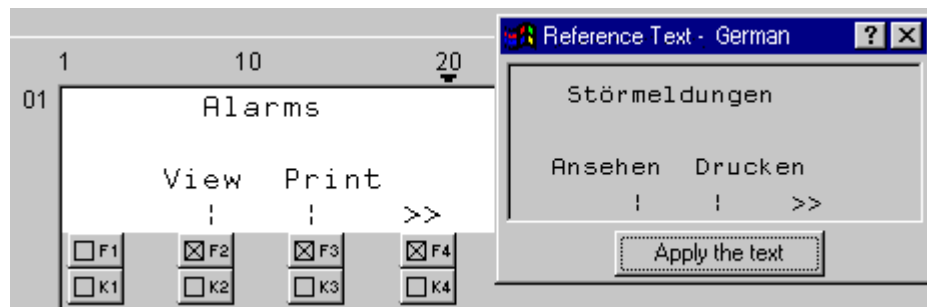 1 10 20
01
Alarms
View Print
¦ ¦ >>
F1 F2 F3 F4
K1 K2 K3 K4
Reference Text - German
Störmeldungen
Ansehen Drucken
¦ ¦ >>
Apply the text